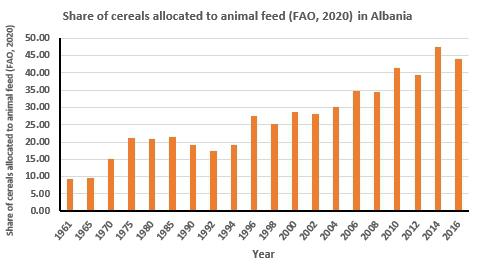 Share of cereals allocated to animal feed (FAO, 2020) in Albania
Share of cereals allocated to animal feed (FAO, 2020)
50.00
45.00
40.00
35.00
30.00
25.00
20.00
15.00
10.00
5.00
0.00
1961 1965 1970 1975 1980 1985 1990 1992 1994 1996 1998 2000 2002 2004 2006 2008 2010 2012 2014 2016
Year